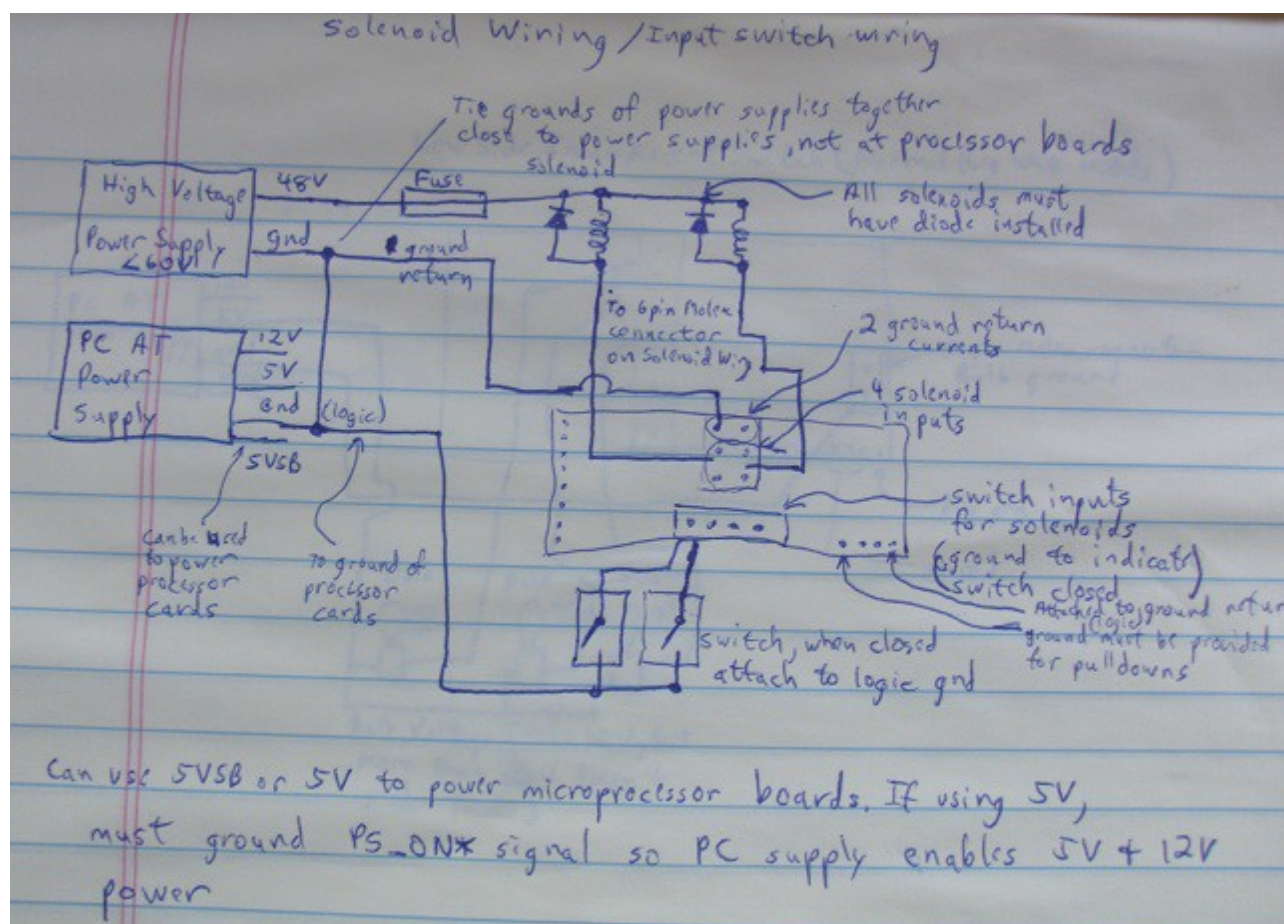 Solenoid Wiring /Input switch wiring
Tie grounds of power supplies together
close to power supplies, not at processor boards
solenoid
High Voltage
Power Supply
<60V
48V
gnd
Fuse
ground
return
All solenoids must
have diode installed
To 6pin Molex
connector
on Solenoid Wing
2 ground return
currents
4 solenoid
inputs
PC AT
Power
Supply
12V
5V
Gnd
(logic)
5VSB
can be used
to power
processor
cards
To ground of
processor
cards
switch inputs
for solenoids
(ground to indicate)
switch closed
Attached to ground return
(logic)
ground must be provided
for pulldowns
switch, when closed
attach to logic gnd
Can use 5VSB or 5V to power microprocessor boards. If using 5V,
must ground PS_ON* signal so PC supply enables 5V + 12V
power